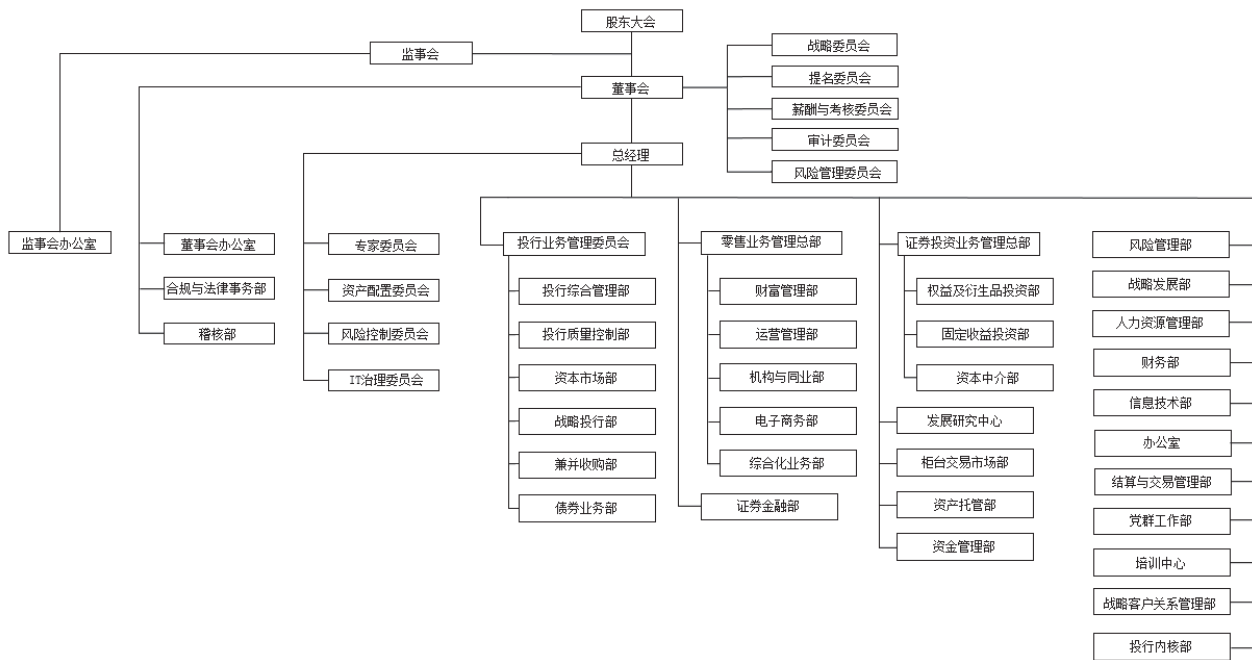 股东大会
监事会
战略委员会
提名委员会
董事会
薪酬与考核委员会
审计委员会
总经理
风险管理委员会
监事会办公室
董事会办公室
合规与法律事务部
稽核部
专家委员会
资产配置委员会
风险控制委员会
IT治理委员会
投行业务管理委员会
投行综合管理部
投行质量控制部
资本市场部
战略投行部
兼并收购部
债券业务部
零售业务管理总部
财富管理部
运营管理部
机构与同业部
电子商务部
综合化业务部
证券金融部
证券投资业务管理总部
权益及衍生品投资部
固定收益投资部
资本中介部
发展研究中心
柜台交易市场部
资产托管部
资金管理部
风险管理部
战略发展部
人力资源管理部
财务部
信息技术部
办公室
结算与交易管理部
党群工作部
培训中心
战略客户关系管理部
投行内核部